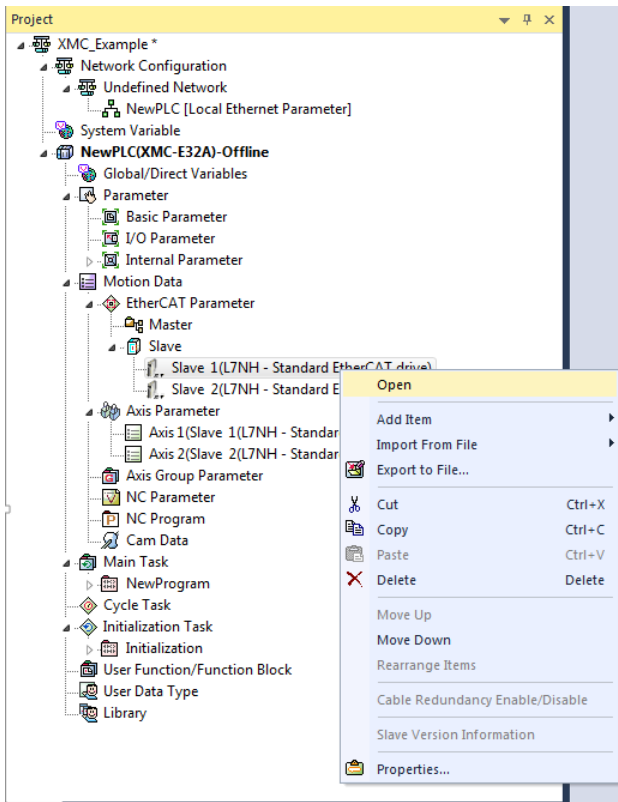 Project
XMC_Example *
Network Configuration
Undefined Network
NewPLC [Local Ethernet Parameter]
System Variable
NewPLC(XMC-E32A)-Offline
Global/Direct Variables
Parameter
Basic Parameter
I/O Parameter
Internal Parameter
Motion Data
EtherCAT Parameter
Master
Slave
Slave 1(L7NH - Standard EtherCAT drive)
Slave 2(L7NH - Standard E
Axis Parameter
Axis 1(Slave 1(L7NH - Standar
Axis 2(Slave 2(L7NH - Standar
Axis Group Parameter
NC Parameter
NC Program
Cam Data
Main Task
NewProgram
Cycle Task
Initialization Task
Initialization
User Function/Function Block
User Data Type
Library
Open
Add Item
Import From File
Export to File...
Cut Ctrl+X
Copy Ctrl+C
Paste Ctrl+V
Delete Delete
Move Up
Move Down
Rearrange Items
Cable Redundancy Enable/Disable
Slave Version Information
Properties...